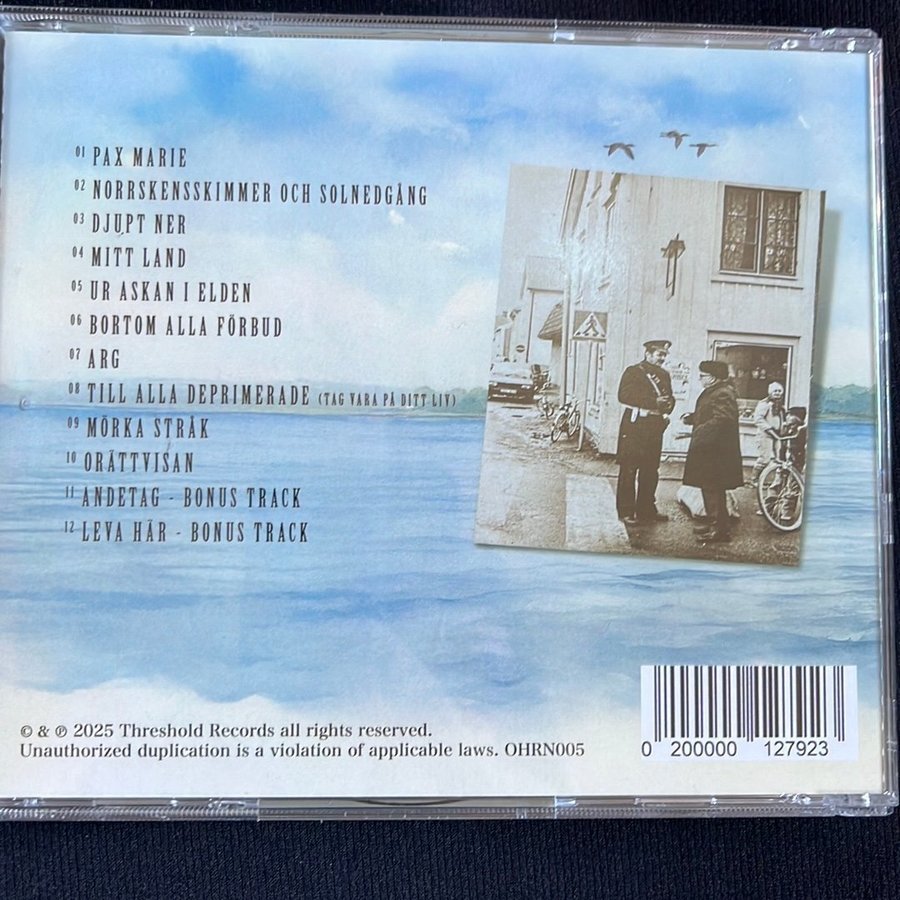 01 PAX MARIE
02 NORRSKENSSKIMMER OCH SOLNEDGÅNG
03 DJUPT NER
04 MITT LAND
05 UR ASKAN I ELDEN
06 BORTOM ALLA FÖRBUD
07 ARG
08 TILL ALLA DEPRIMERADE (TAG VARA PÅ DITT LIV)
09 MÖRKA STRÅK
10 ORÄTTVISAN
11 ANDETAG - BONUS TRACK
12 LEVA HÄR - BONUS TRACK
© & ℗ 2025 Threshold Records all rights reserved.
Unauthorized duplication is a violation of applicable laws. OHRN005
0 200000 127923